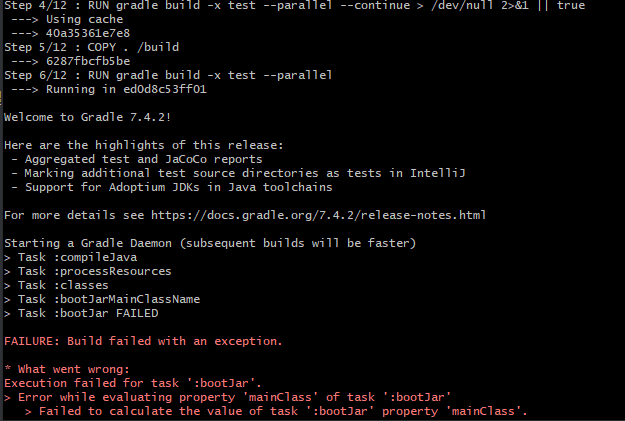 Step 4/12 : RUN gradle build -x test --parallel --continue > /dev/null 2>&1 || true
---> Using cache
---> 40a35361e7e8
Step 5/12 : COPY . /build
---> 6287fbcfb5be
Step 6/12 : RUN gradle build -x test --parallel
---> Running in ed0d8c53ff01
Welcome to Gradle 7.4.2!
Here are the highlights of this release:
- Aggregated test and JaCoCo reports
- Marking additional test source directories as tests in IntelliJ
- Support for Adoptium JDKs in Java toolchains
For more details see https://docs.gradle.org/7.4.2/release-notes.html
Starting a Gradle Daemon (subsequent builds will be faster)
> Task :compileJava
> Task :processResources
> Task :classes
> Task :bootJarMainClassName
> Task :bootJar FAILED
FAILURE: Build failed with an exception.
* What went wrong:
Execution failed for task ':bootJar'.
> Error while evaluating property 'mainClass' of task ':bootJar'
> Failed to calculate the value of task ':bootJar' property 'mainClass'.